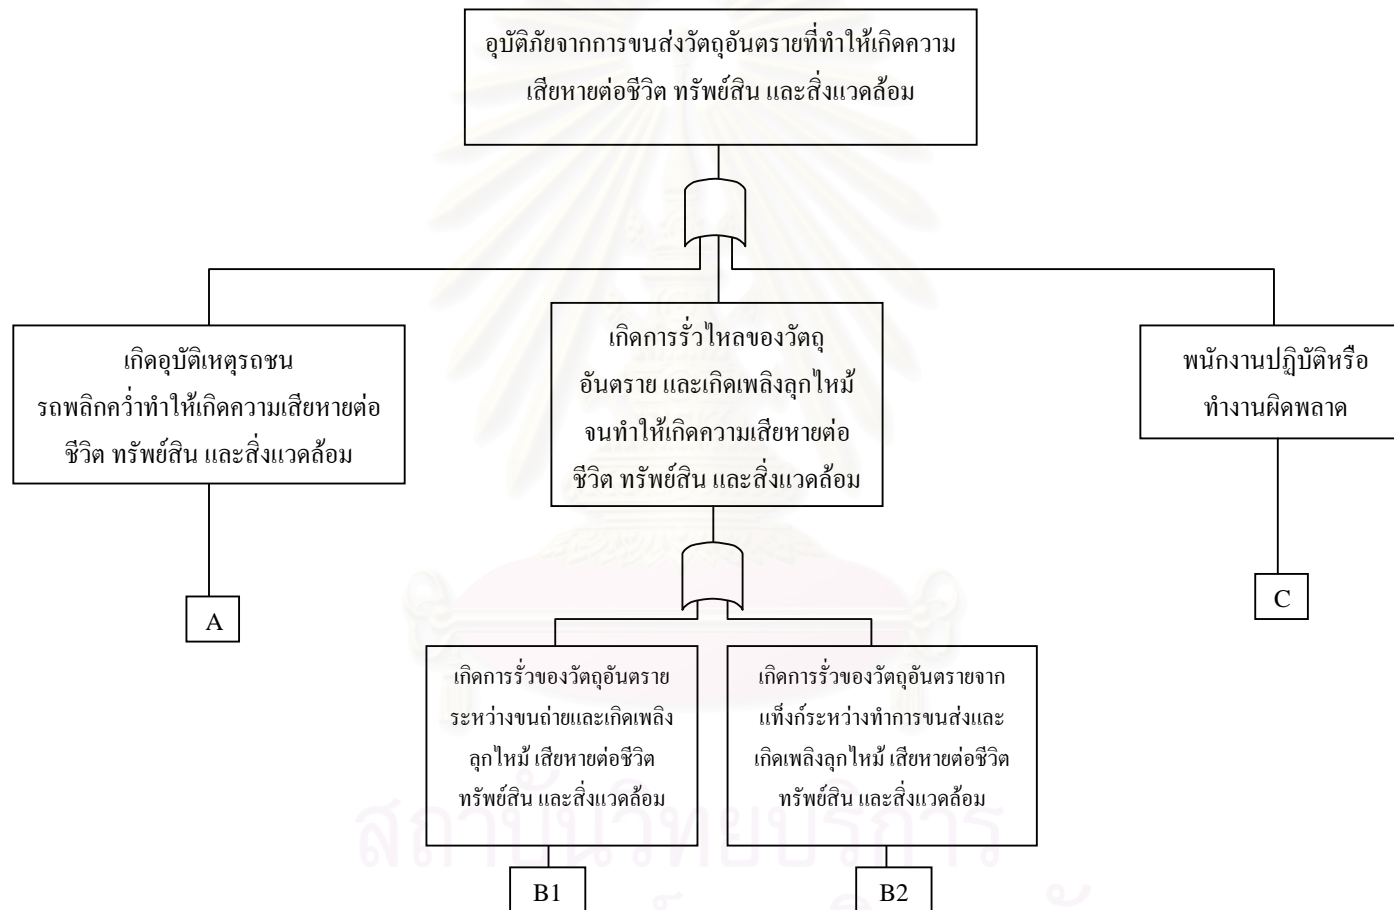 อุบัติภัยจากการขนส่งวัตถุอันตรายที่ทำให้เกิดความ
เสียหายต่อชีวิต ทรัพย์สิน และสิ่งแวดล้อม
เกิดอุบัติเหตุรถชน
รถพลิกคว่ำทำให้เกิดความเสียหายต่อ
ชีวิต ทรัพย์สิน และสิ่งแวดล้อม
เกิดการรั่วไหลของวัตถุ
อันตราย และเกิดเพลิงลุกไหม้
จนทำให้เกิดความเสียหายต่อ
ชีวิต ทรัพย์สิน และสิ่งแวดล้อม
พนักงานปฏิบัติหรือ
ทำงานผิดพลาด
A
C
เกิดการรั่วของวัตถุอันตราย
ระหว่างขนถ่ายและเกิดเพลิง
ลุกไหม้ เสียหายต่อชีวิต
ทรัพย์สิน และสิ่งแวดล้อม
เกิดการรั่วของวัตถุอันตรายจาก
แท็งก์ระหว่างทำการขนส่งและ
เกิดเพลิงลุกไหม้ เสียหายต่อชีวิต
ทรัพย์สิน และสิ่งแวดล้อม
สถาบันวิทยบริการ
B1
B2